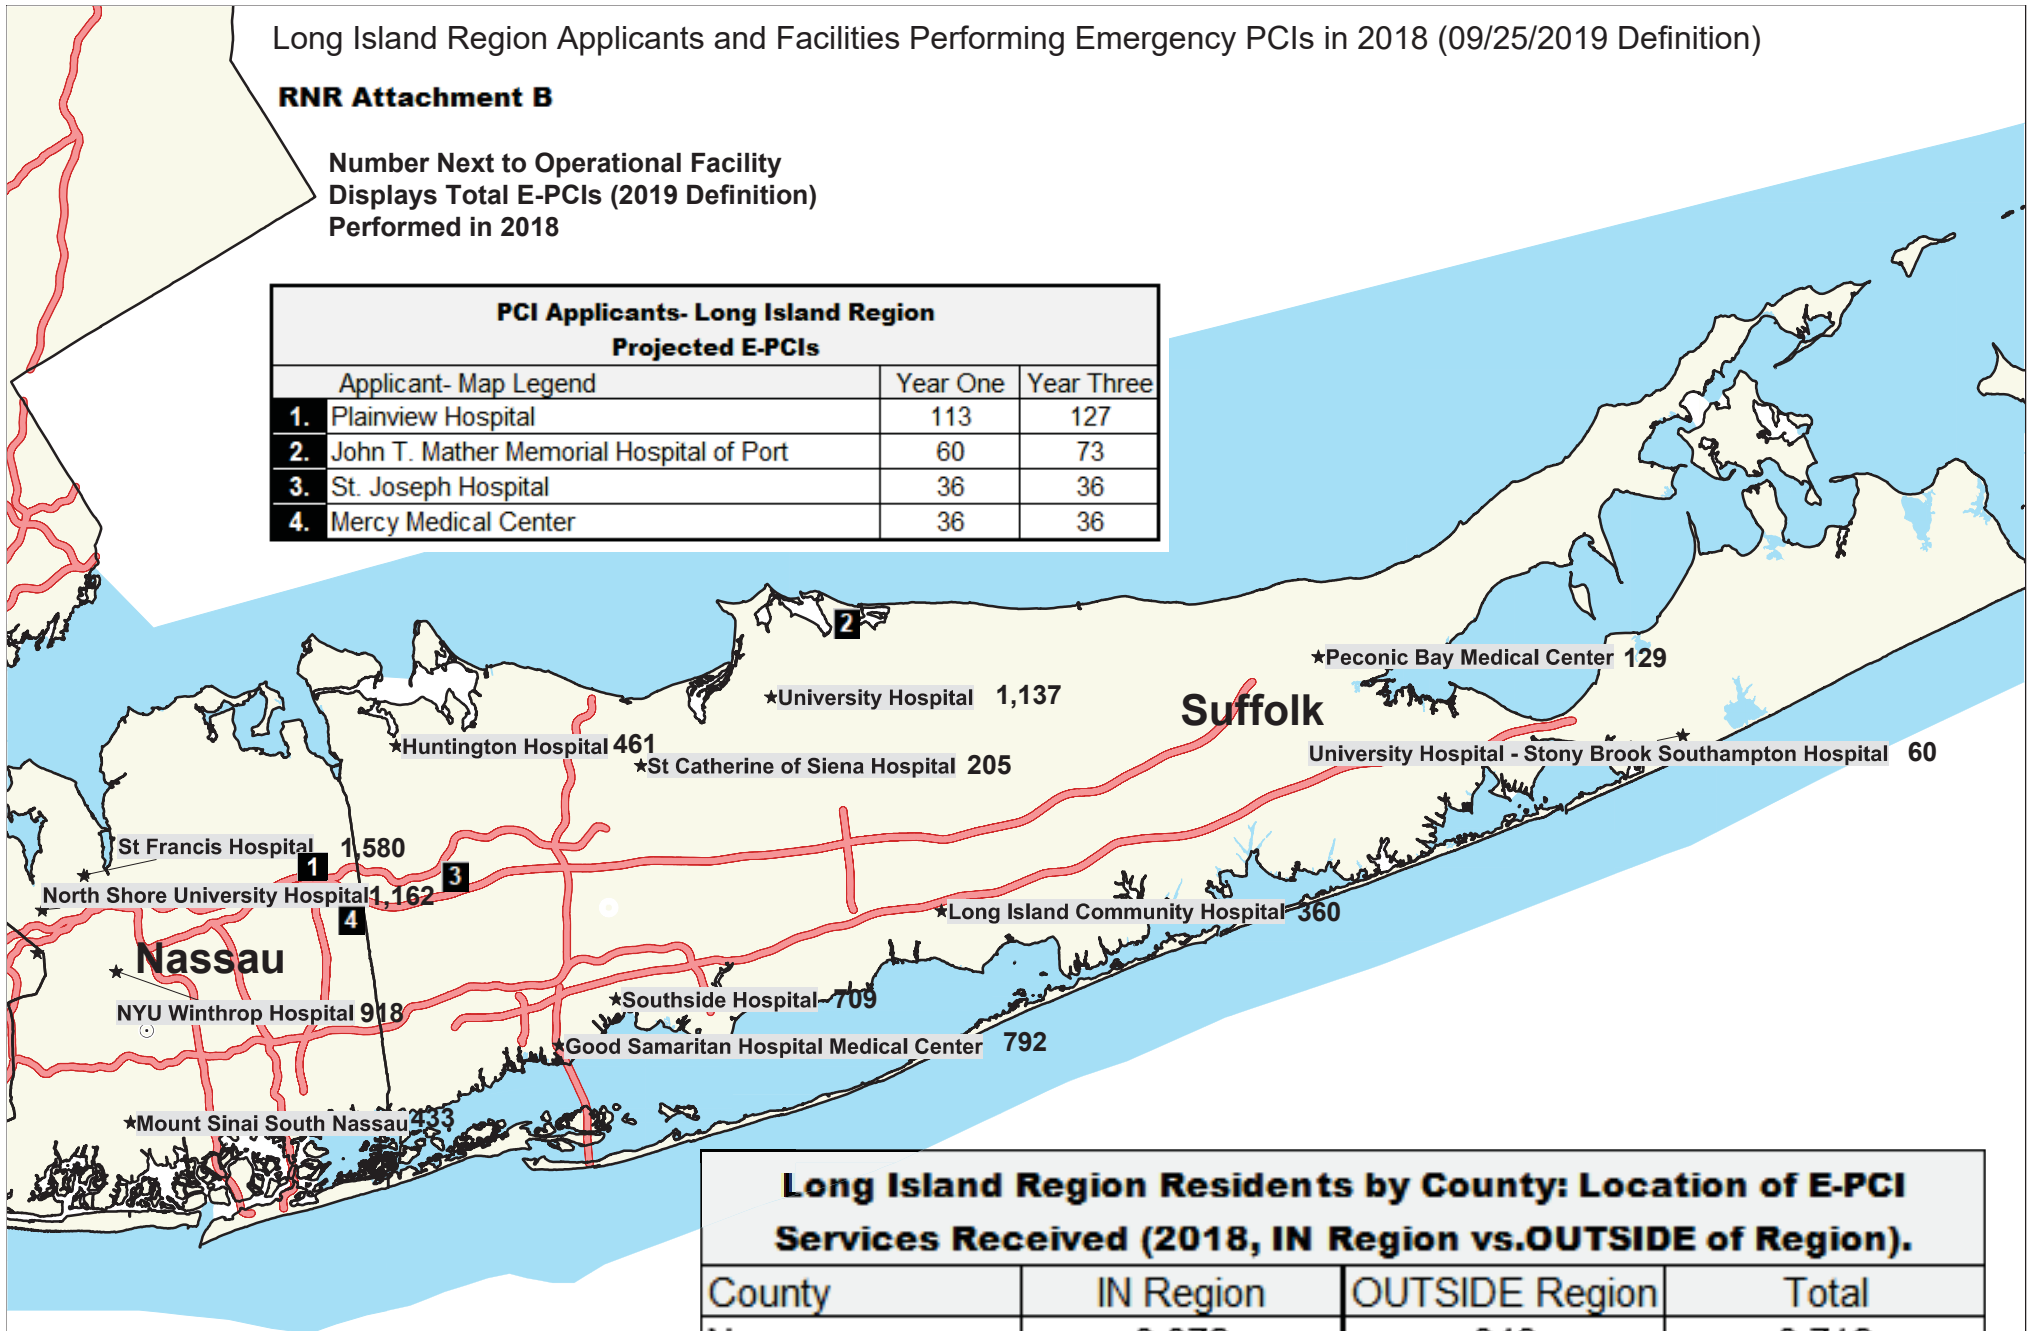 Long Island Region Applicants and Facilities Performing Emergency PCIs in 2018 (09/25/2019 Definition)
RNR Attachment B
Number Next to Operational Facility
Displays Total E-PCIs (2019 Definition)
Performed in 2018
PCI Applicants- Long Island Region
Projected E-PCIs
Applicant- Map Legend Year One Year Three
1. Plainview Hospital 113 127
2. John T. Mather Memorial Hospital of Port 60 73
3. St. Joseph Hospital 36 36
4. Mercy Medical Center 36 36
2
Peconic Bay Medical Center 129
University Hospital 1,137
Suffolk
Huntington Hospital 461
St Catherine of Siena Hospital 205
University Hospital - Stony Brook Southampton Hospital 60
St Francis Hospital 1,580
1
3
North Shore University Hospital 1,162
4
Long Island Community Hospital 360
Nassau
Southside Hospital 709
NYU Winthrop Hospital 918
Good Samaritan Hospital Medical Center 792
Mount Sinai South Nassau 433
Long Island Region Residents by County: Location of E-PCI
Services Received (2018, IN Region vs.OUTSIDE of Region).
County IN Region OUTSIDE Region Total